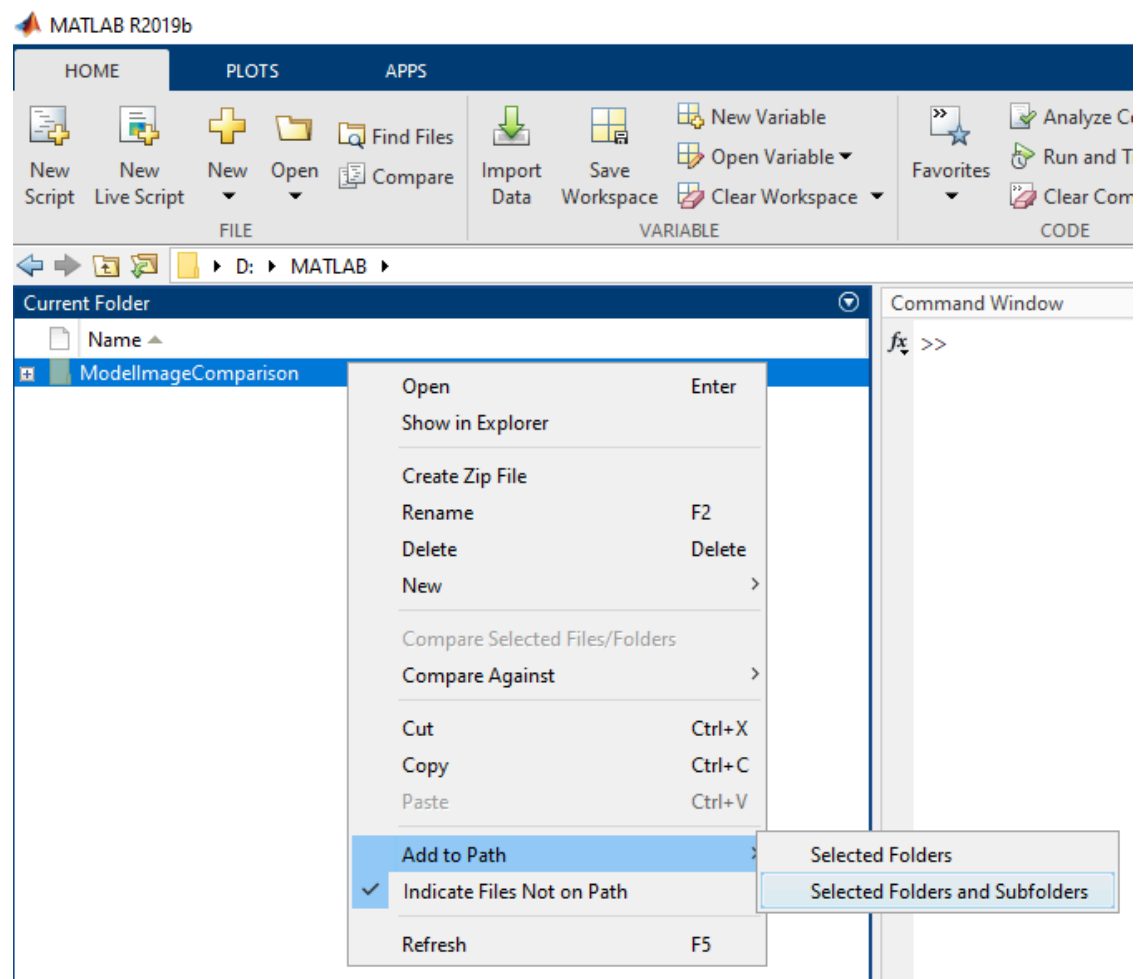 MATLAB R2019b
HOME PLOTS APPS
New Script
New Live Script
New
Open
Find Files
Compare
FILE
Import Data
Save Workspace
New Variable
Open Variable
Clear Workspace
VARIABLE
Favorites
Analyze Co
Run and T
Clear Com
CODE
D: MATLAB
Current Folder
Name
ModelImageComparison
Command Window
fx >>
Open Enter
Show in Explorer
Create Zip File
Rename F2
Delete Delete
New
Compare Selected Files/Folders
Compare Against
Cut Ctrl+X
Copy Ctrl+C
Paste Ctrl+V
Add to Path
Selected Folders
Selected Folders and Subfolders
Indicate Files Not on Path
Refresh F5